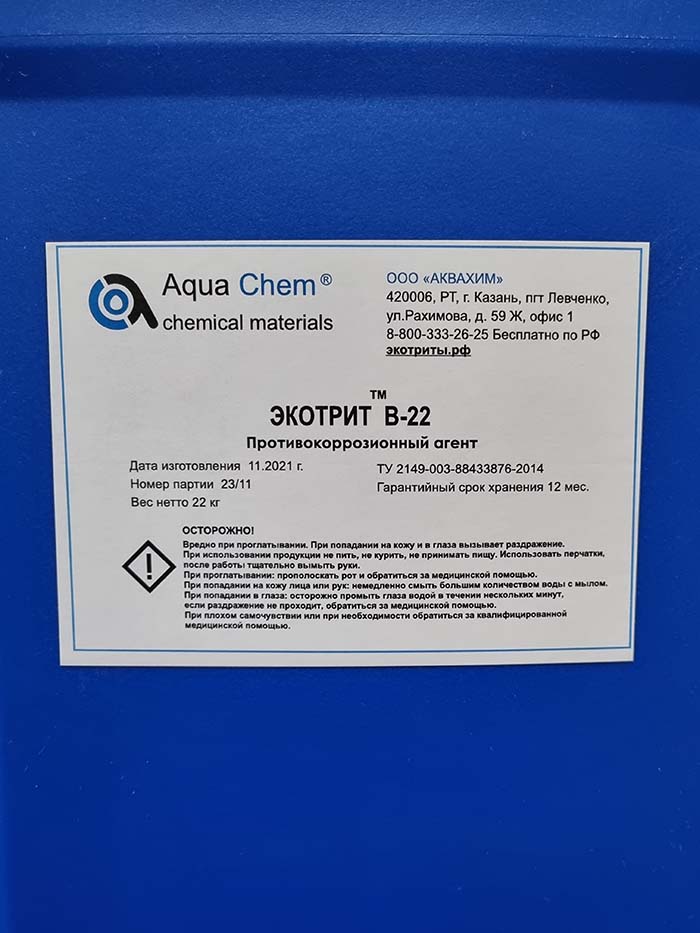 Aqua Chem®
chemical materials
ООО «АКВАХИМ»
420006, РТ, г. Казань, пгт Левченко,
ул.Рахимова, д. 59 Ж, офис 1
8-800-333-26-25 Бесплатно по РФ
экотриты.рф
ЭКОТРИТ™ В-22
Противокоррозионный агент
Дата изготовления 11.2021 г.
Номер партии 23/11
Вес нетто 22 кг
ТУ 2149-003-88433876-2014
Гарантийный срок хранения 12 мес.
ОСТОРОЖНО!
Вредно при проглатывании. При попадании на кожу и в глаза вызывает раздражение.
При использовании продукции не пить, не курить, не принимать пищу. Использовать перчатки,
после работы тщательно вымыть руки.
При проглатывании: прополоскать рот и обратиться за медицинской помощью.
При попадании на кожу лица или рук: немедленно смыть большим количеством воды с мылом.
При попадании в глаза: осторожно промыть глаза водой в течении нескольких минут,
если раздражение не проходит, обратиться за медицинской помощью.
При плохом самочувствии или при необходимости обратиться за квалифицированной
медицинской помощью.